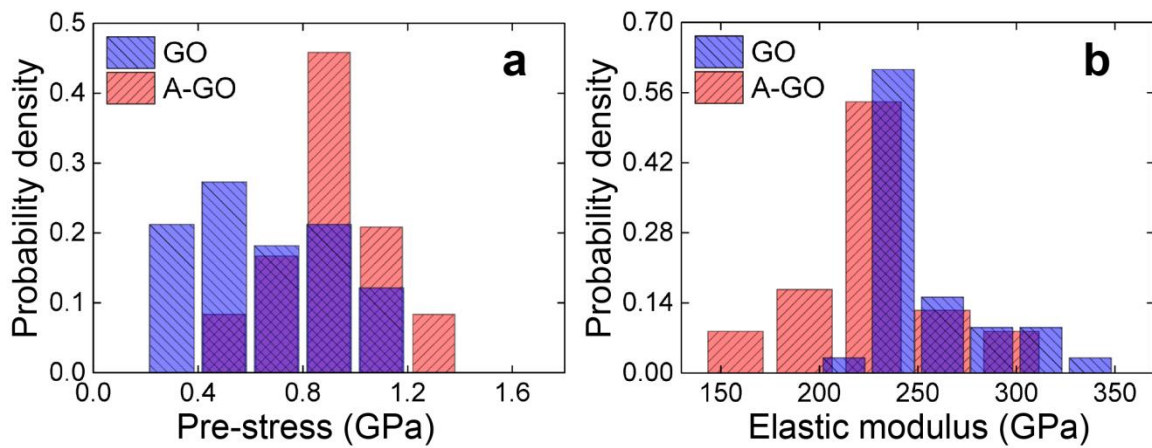 a
GO
A-GO
Probability density
0.5
0.4
0.3
0.2
0.1
0.0
0.0 0.4 0.8 1.2 1.6
Pre-stress (GPa)
b
GO
A-GO
Probability density
0.70
0.56
0.42
0.28
0.14
0.00
150 200 250 300 350
Elastic modulus (GPa)